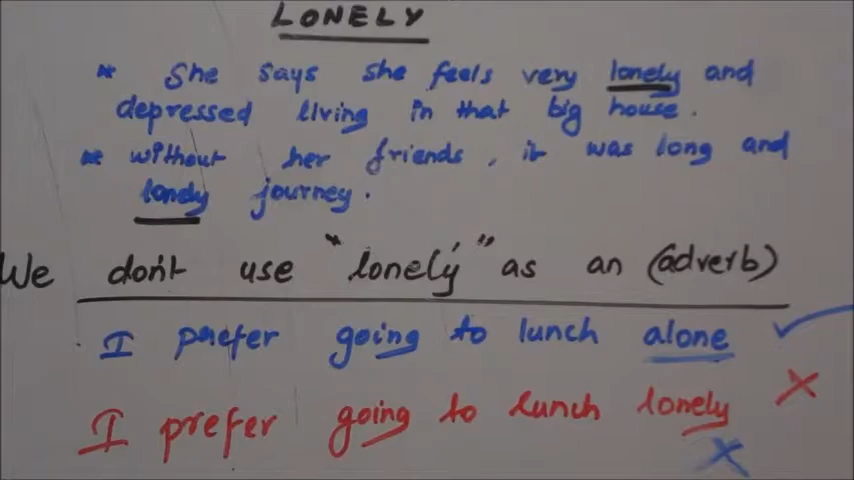 LONELY
* She says she feels very lonely and
depressed living in that big house.
* without her friends, it was long and
lonely journey.
We don't use "lonely" as an (adverb)
I prefer going to lunch alone ✓
I prefer going to lunch lonely ✗
✗